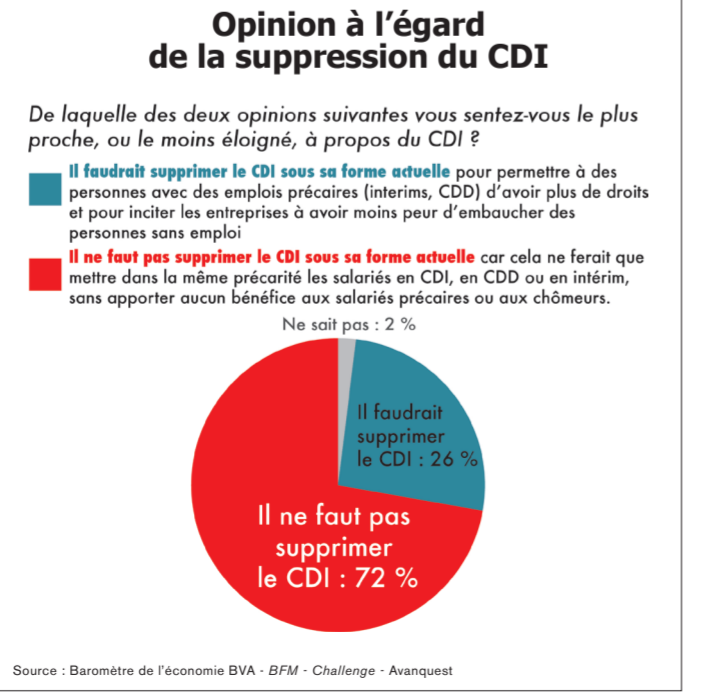 Opinion à l'égard
de la suppression du CDI
De laquelle des deux opinions suivantes vous sentez-vous le plus
proche, ou le moins éloigné, à propos du CDI ?
Il faudrait supprimer le CDI sous sa forme actuelle pour permettre à des
personnes avec des emplois précaires (interims, CDD) d'avoir plus de droits
et pour inciter les entreprises à avoir moins peur d'embaucher des
personnes sans emploi
Il ne faut pas supprimer le CDI sous sa forme actuelle car cela ne ferait que
mettre dans la même précarité les salariés en CDI, en CDD ou en intérim,
sans apporter aucun bénéfice aux salariés précaires ou aux chômeurs.
Ne sait pas : 2 %
Il faudrait
supprimer
le CDI : 26 %
Il ne faut pas
supprimer
le CDI : 72 %
Source : Baromètre de l'économie BVA - BFM - Challenge - Avanquest